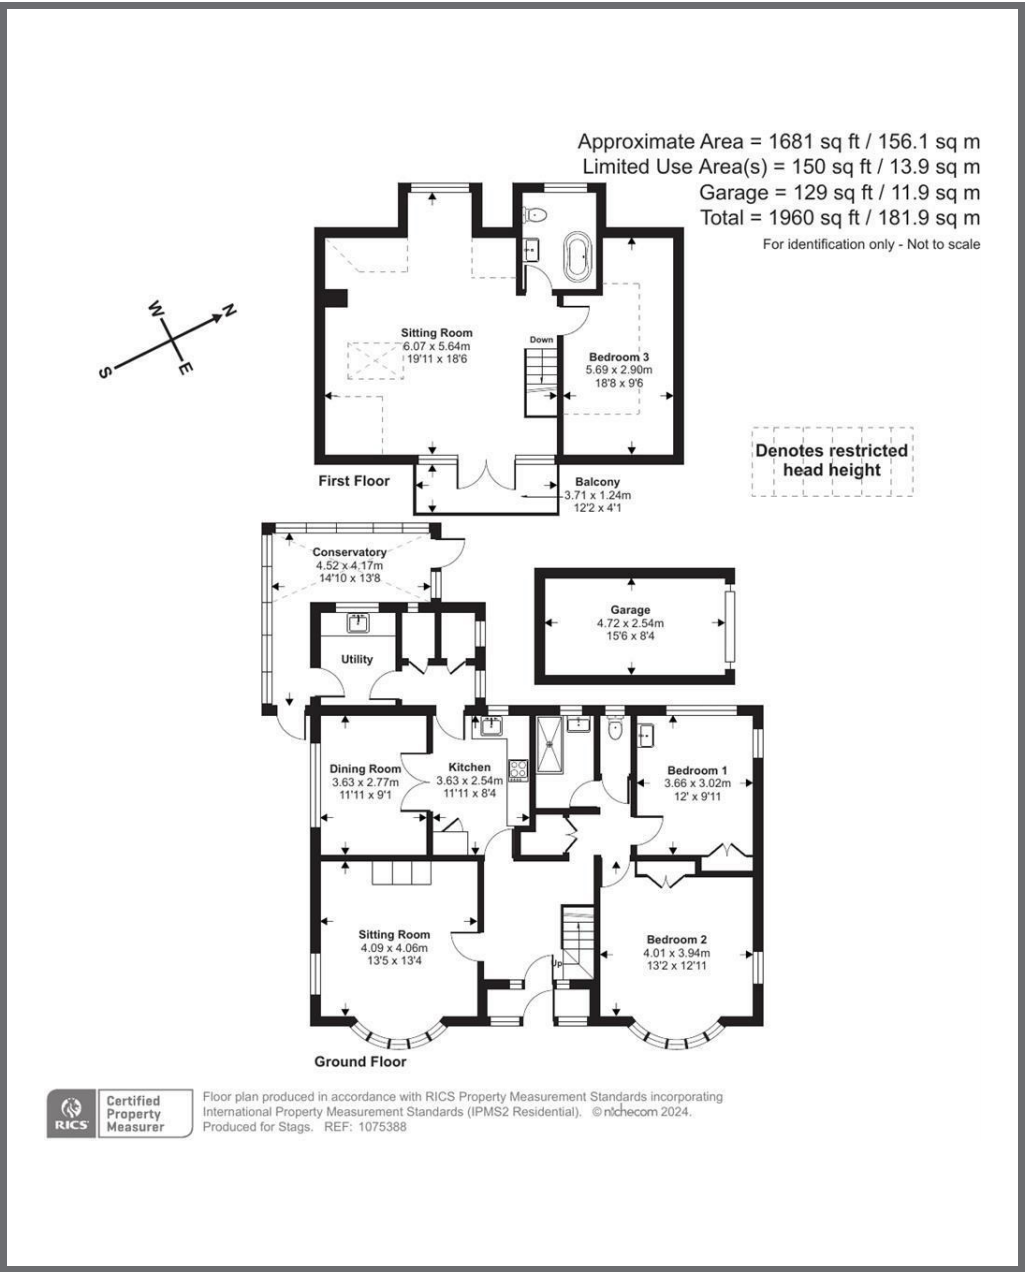 Approximate Area = 1681 sq ft / 156.1 sq m
Limited Use Area(s) = 150 sq ft / 13.9 sq m
Garage = 129 sq ft / 11.9 sq m
Total = 1960 sq ft / 181.9 sq m
For identification only - Not to scale
W
N
S
E
Sitting Room
6.07 x 5.64m
19'11 x 18'6
Down
Bedroom 3
5.69 x 2.90m
18'8 x 9'6
Denotes restricted
head height
First Floor
Balcony
3.71 x 1.24m
12'2 x 4'1
Conservatory
4.52 x 4.17m
14'10 x 13'8
Garage
4.72 x 2.54m
15'6 x 8'4
Utility
Dining Room
3.63 x 2.77m
11'11 x 9'1
Kitchen
3.63 x 2.54m
11'11 x 8'4
Bedroom 1
3.66 x 3.02m
12' x 9'11
Sitting Room
4.09 x 4.06m
13'5 x 13'4
Up
Bedroom 2
4.01 x 3.94m
13'2 x 12'11
Ground Floor
RICS
Certified
Property
Measurer
Floor plan produced in accordance with RICS Property Measurement Standards incorporating
International Property Measurement Standards (IPMS2 Residential). © nichecom 2024.
Produced for Stags. REF: 1075388